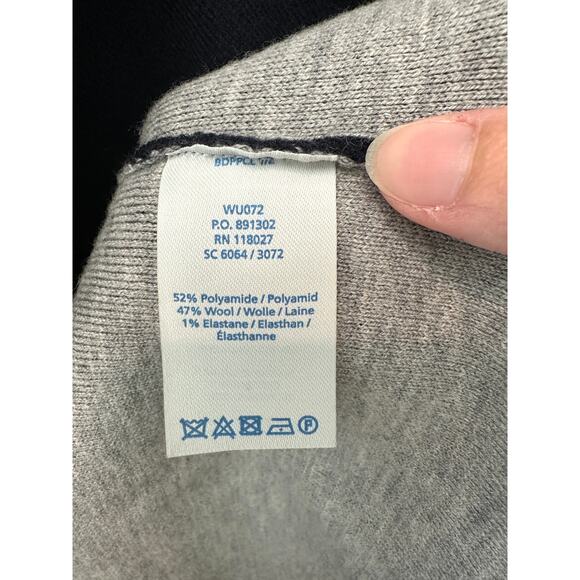 WU072
P.O. 891302
RN 118027
SC 6064 / 3072
52% Polyamide / Polyamid
47% Wool / Wolle / Laine
1% Elastane / Elasthan /
Élasthanne
P